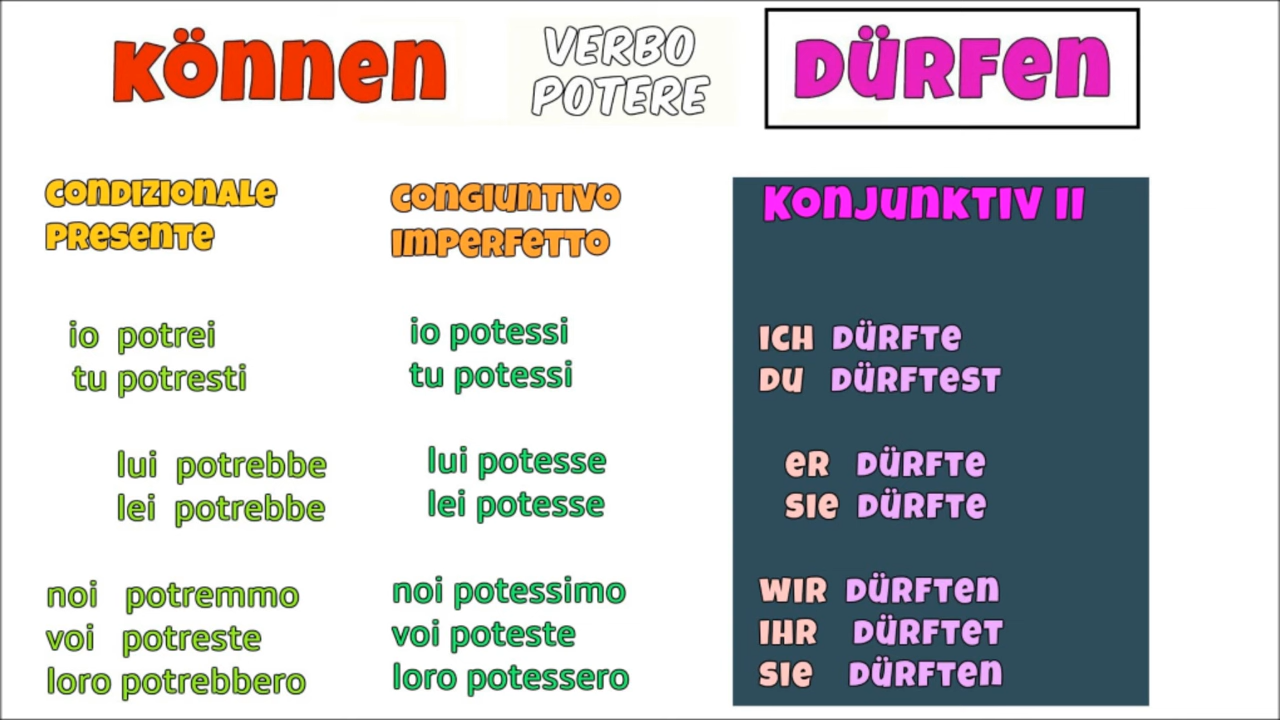 Können
VERBO
POTERE
DÜRFen
CONDIZIONALE
PRESENTE
CONGIUNTIVO
IMPERFETTO
KONJUNKTIV II
io potrei
tu potresti
lui potrebbe
lei potrebbe
noi potremmo
voi potreste
loro potrebbero
io potessi
tu potessi
lui potesse
lei potesse
noi potessimo
voi poteste
loro potessero
ICH DÜRFTE
DU DÜRFTEST
ER DÜRFTE
SIE DÜRFTE
WIR DÜRFTEN
IHR DÜRFTET
SIE DÜRFTEN